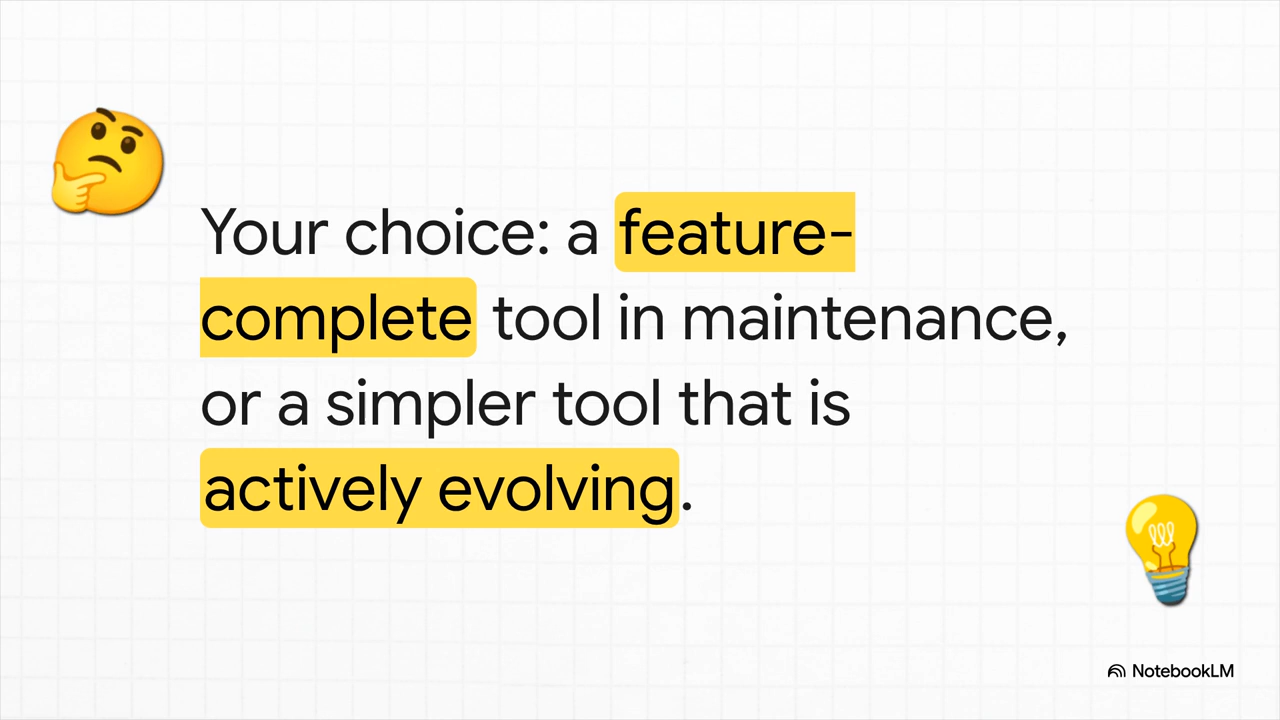 Your choice: a feature-
complete tool in maintenance,
or a simpler tool that is
actively evolving.
NotebookLM